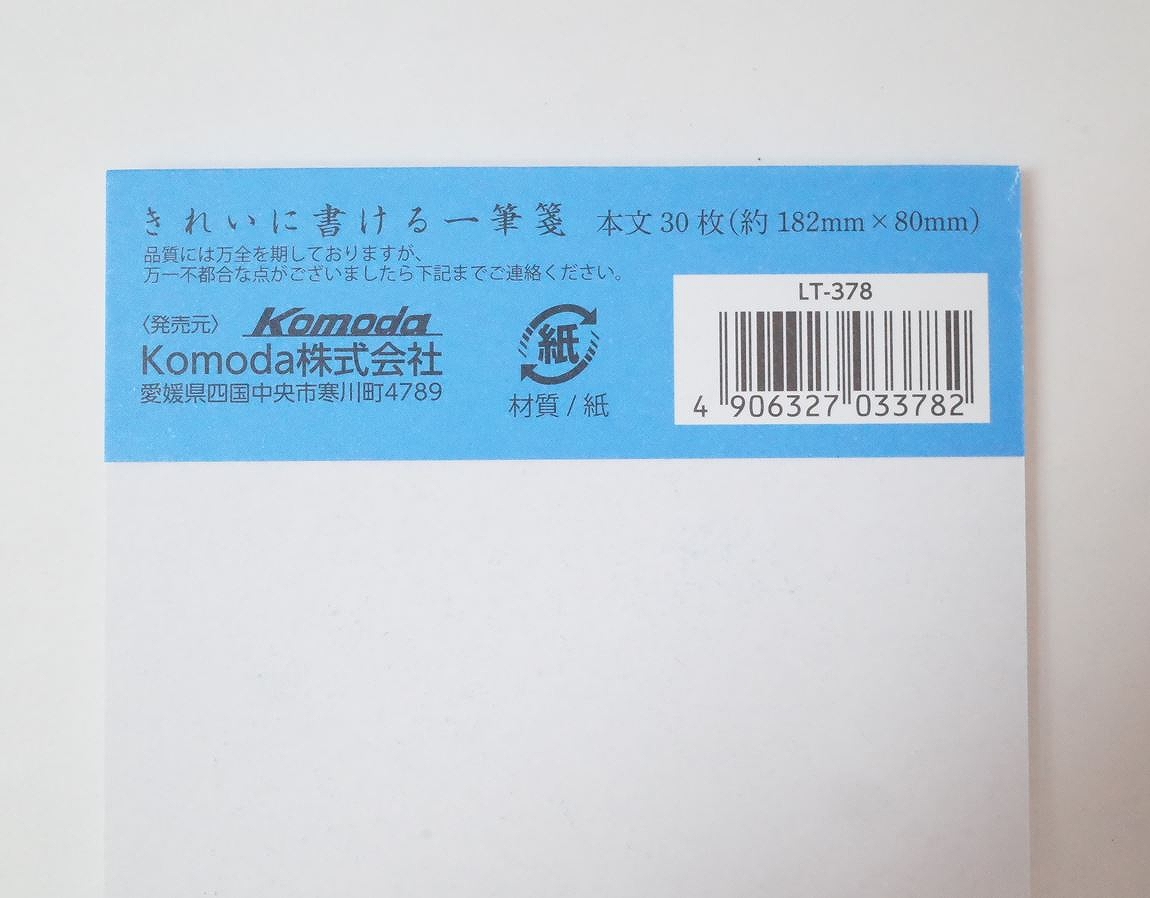 きれいに書ける一筆箋 本文30枚(約182mm×80mm)
品質には万全を期しておりますが、
万一不都合な点がございましたら下記までご連絡ください。
〈発売元〉 Komoda
Komoda株式会社
愛媛県四国中央市寒川町4789
紙
材質/紙
LT-378
4 906327 033782